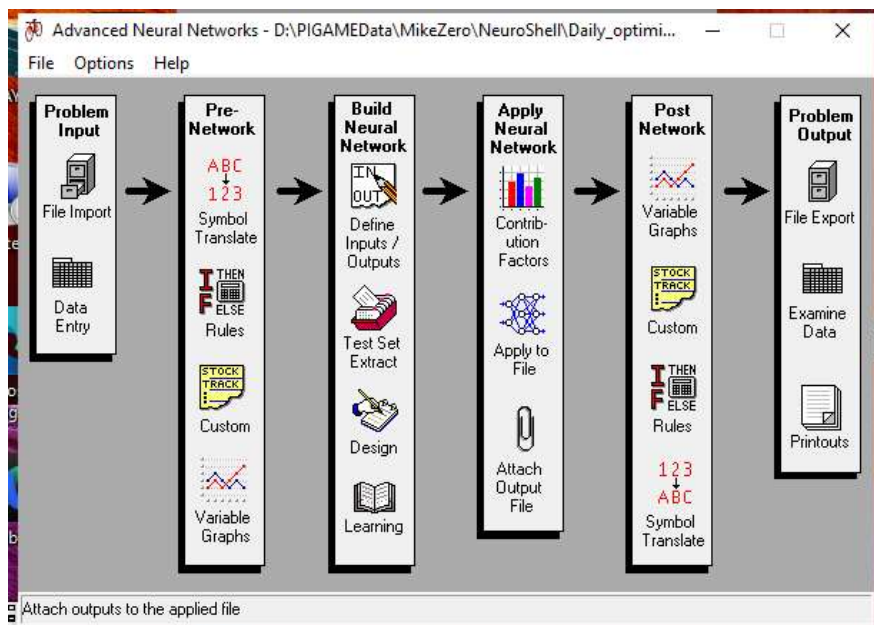 Advanced Neural Networks - D:\PIGAMEData\MikeZero\NeuroShell\Daily_optimi...
File Options Help
Problem
Input
File Import
Data
Entry
Pre-
Network
ABC
123
Symbol
Translate
IF
THEN
ELSE
Rules
STOCK
TRACK
Custom
Variable
Graphs
Build
Neural
Network
IN
OUT
Define
Inputs /
Outputs
Test Set
Extract
Design
Learning
Apply
Neural
Network
Contrib-
ution
Factors
Apply to
File
Attach
Output
File
Post
Network
Variable
Graphs
STOCK
TRACK
Custom
IF
THEN
ELSE
Rules
123
ABC
Symbol
Translate
Problem
Output
File Export
Examine
Data
Printouts
Attach outputs to the applied file